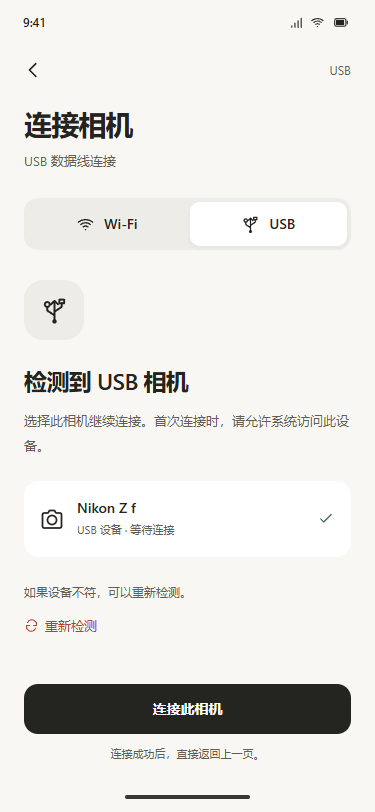 9:41
USB
连接相机
USB 数据线连接
Wi-Fi
USB
检测到 USB 相机
选择此相机继续连接。首次连接时，请允许系统访问此设
备。
Nikon Z f
USB 设备 · 等待连接
如果设备不符，可以重新检测。
重新检测
连接此相机
连接成功后，直接返回上一页。